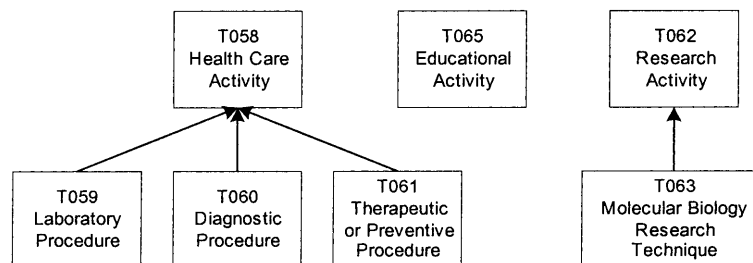 T058
Health Care
Activity
T065
Educational
Activity
T062
Research
Activity
T059
Laboratory
Procedure
T060
Diagnostic
Procedure
T061
Therapeutic
or Preventive
Procedure
T063
Molecular Biology
Research
Technique